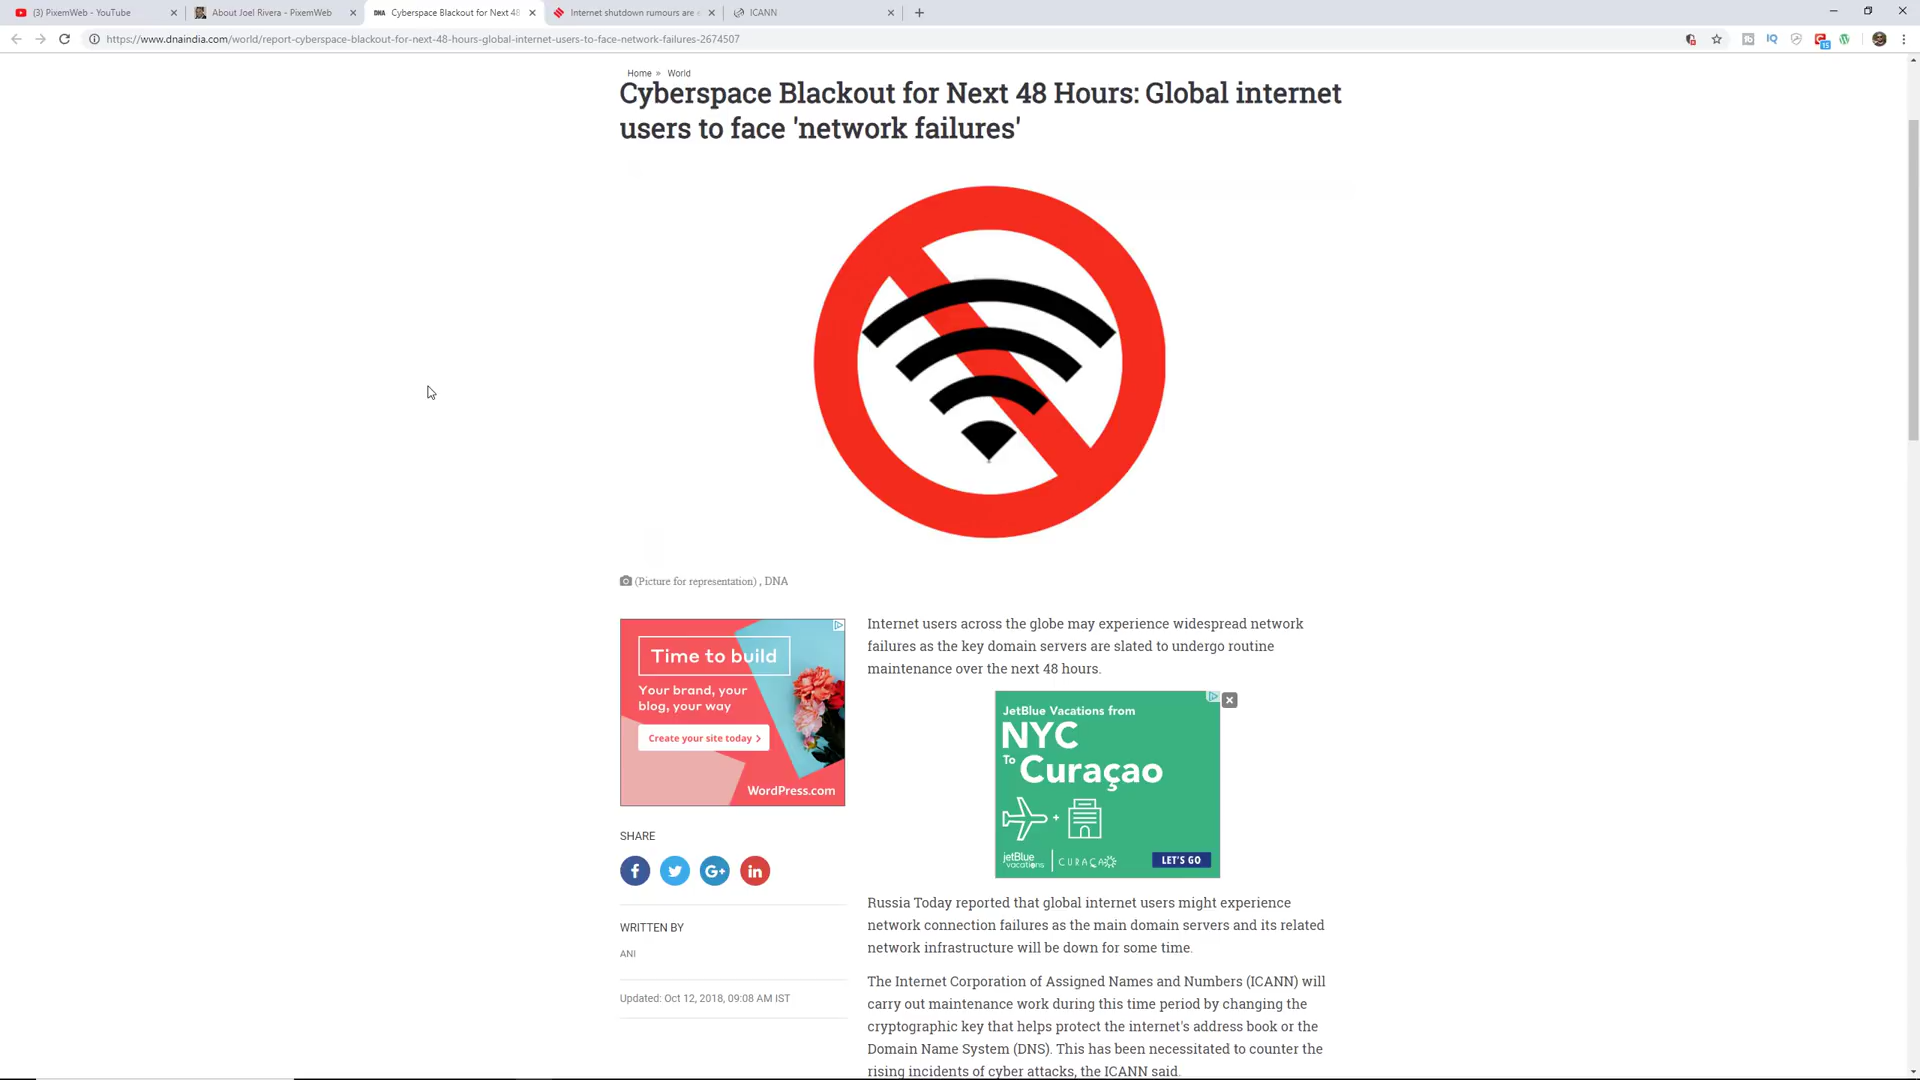 (3) PixemWeb - YouTube
About Joel Rivera - PixemWeb
DNA Cyberspace Blackout for Next 48
Internet shutdown rumours are
ICANN
https://www.dnaindia.com/world/report-cyberspace-blackout-for-next-48-hours-global-internet-users-to-face-network-failures-2674507
IQ
15
Home » World
Cyberspace Blackout for Next 48 Hours: Global internet
users to face 'network failures'
(Picture for representation) , DNA
Time to build
Your brand, your
blog, your way
Create your site today >
WordPress.com
SHARE
f
G+
in
WRITTEN BY
ANI
Updated: Oct 12, 2018, 09:08 AM IST
Internet users across the globe may experience widespread network
failures as the key domain servers are slated to undergo routine
maintenance over the next 48 hours.
JetBlue Vacations from
NYC
To Curaçao
+
jetBlue
vacations
CURAÇAO
LET'S GO
Russia Today reported that global internet users might experience
network connection failures as the main domain servers and its related
network infrastructure will be down for some time.
The Internet Corporation of Assigned Names and Numbers (ICANN) will
carry out maintenance work during this time period by changing the
cryptographic key that helps protect the internet's address book or the
Domain Name System (DNS). This has been necessitated to counter the
rising incidents of cyber attacks, the ICANN said.